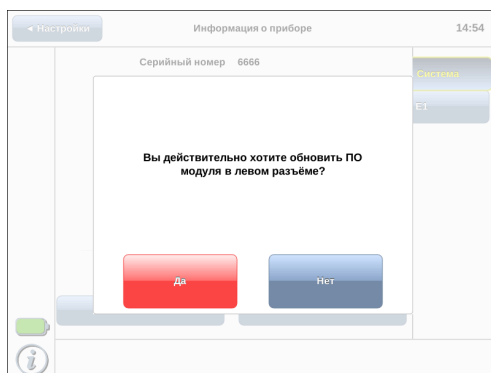 ◄ Настройки
Информация о приборе
14:54
Серийный номер 6666
Система
E1
Вы действительно хотите обновить ПО
модуля в левом разъёме?
Да
Нет
i